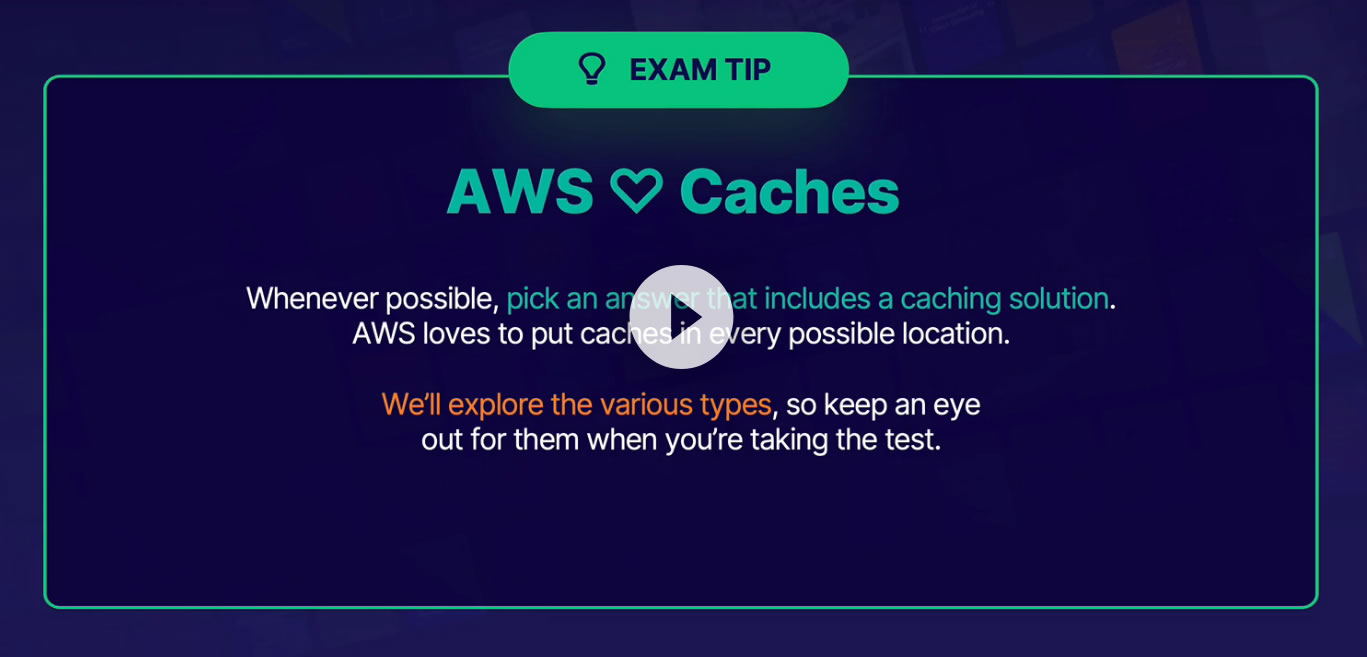 EXAM TIP
AWS ♡ Caches
Whenever possible, pick an answer that includes a caching solution.
AWS loves to put caches in every possible location.
We’ll explore the various types, so keep an eye
out for them when you’re taking the test.